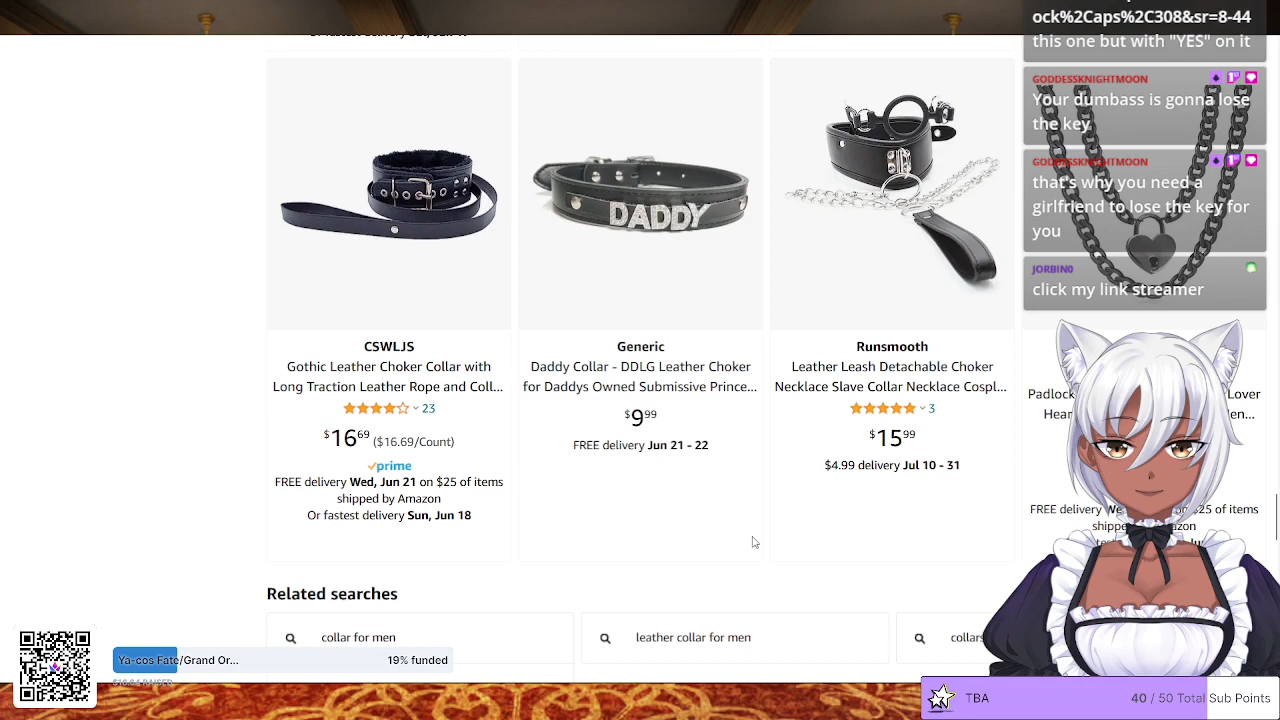 ock%2Caps%2C308&sr=8-44
this one but with "YES" on it
GODDESSKNIGHTMOON
Your dumbass is gonna lose
the key
GODDESSKNIGHTMOON
that's why you need a
girlfriend to lose the key for
you
JORBIN0
click my link streamer
DADDY
CSWLJS
Gothic Leather Choker Collar with
Long Traction Leather Rope and Coll...
23
$16 69 ($16.69/Count)
prime
FREE delivery Wed, Jun 21 on $25 of items
shipped by Amazon
Or fastest delivery Sun, Jun 18
Generic
Daddy Collar - DDLG Leather Choker
for Daddys Owned Submissive Prince...
$9 99
FREE delivery Jun 21 - 22
Runsmooth
Leather Leash Detachable Choker
Necklace Slave Collar Necklace Cospl...
3
$15 99
$4.99 delivery Jul 10 - 31
Padlock
Lover
Hear
en...
FREE delivery We
$25 of items
shipp
azon
Related searches
collar for men
leather collar for men
collars
Ya-cos Fate/Grand Or...
19% funded
TBA
40 / 50 Total Sub Points